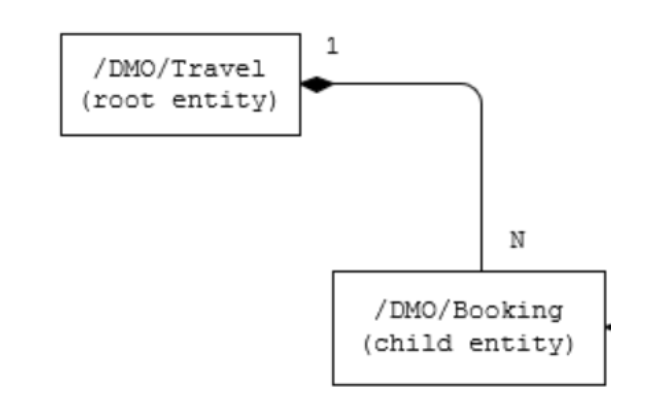 1
/DMO/Travel
(root entity)
N
/DMO/Booking
(child entity)